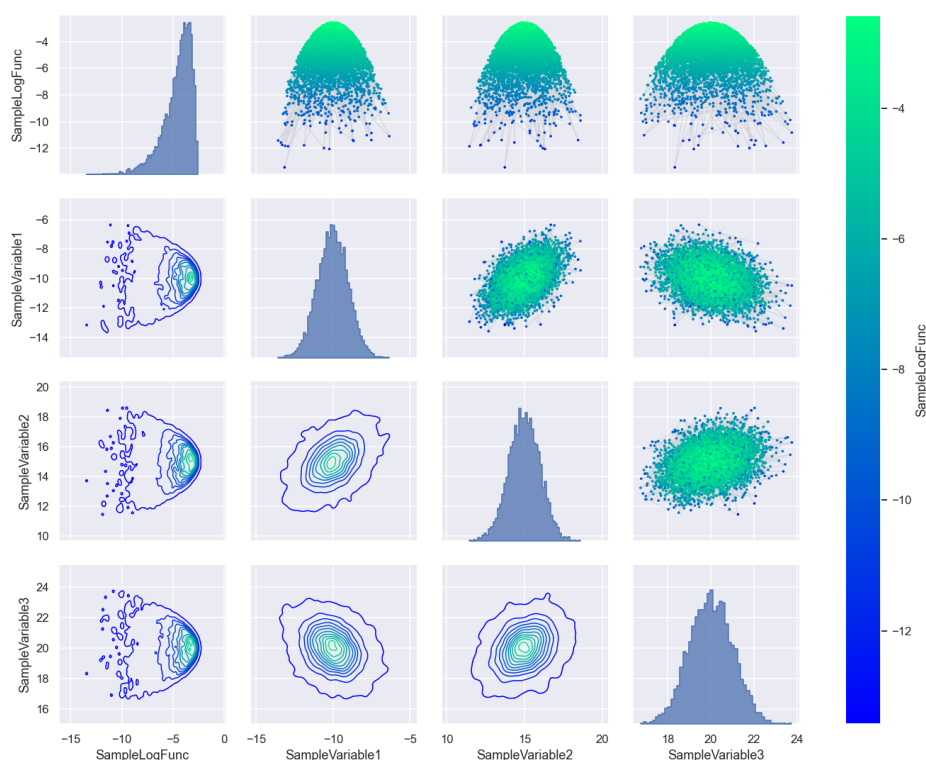 SampleLogFunc
−4
−6
−8
−10
−12
SampleVariable1
−6
−8
−10
−12
−14
SampleVariable2
20
18
16
14
12
10
SampleVariable3
24
22
20
18
16
−15 −10 −5 0
SampleLogFunc
−15 −10 −5
SampleVariable1
10 15 20
SampleVariable2
18 20 22 24
SampleVariable3
−4
−6
−8
−10
−12
SampleLogFunc